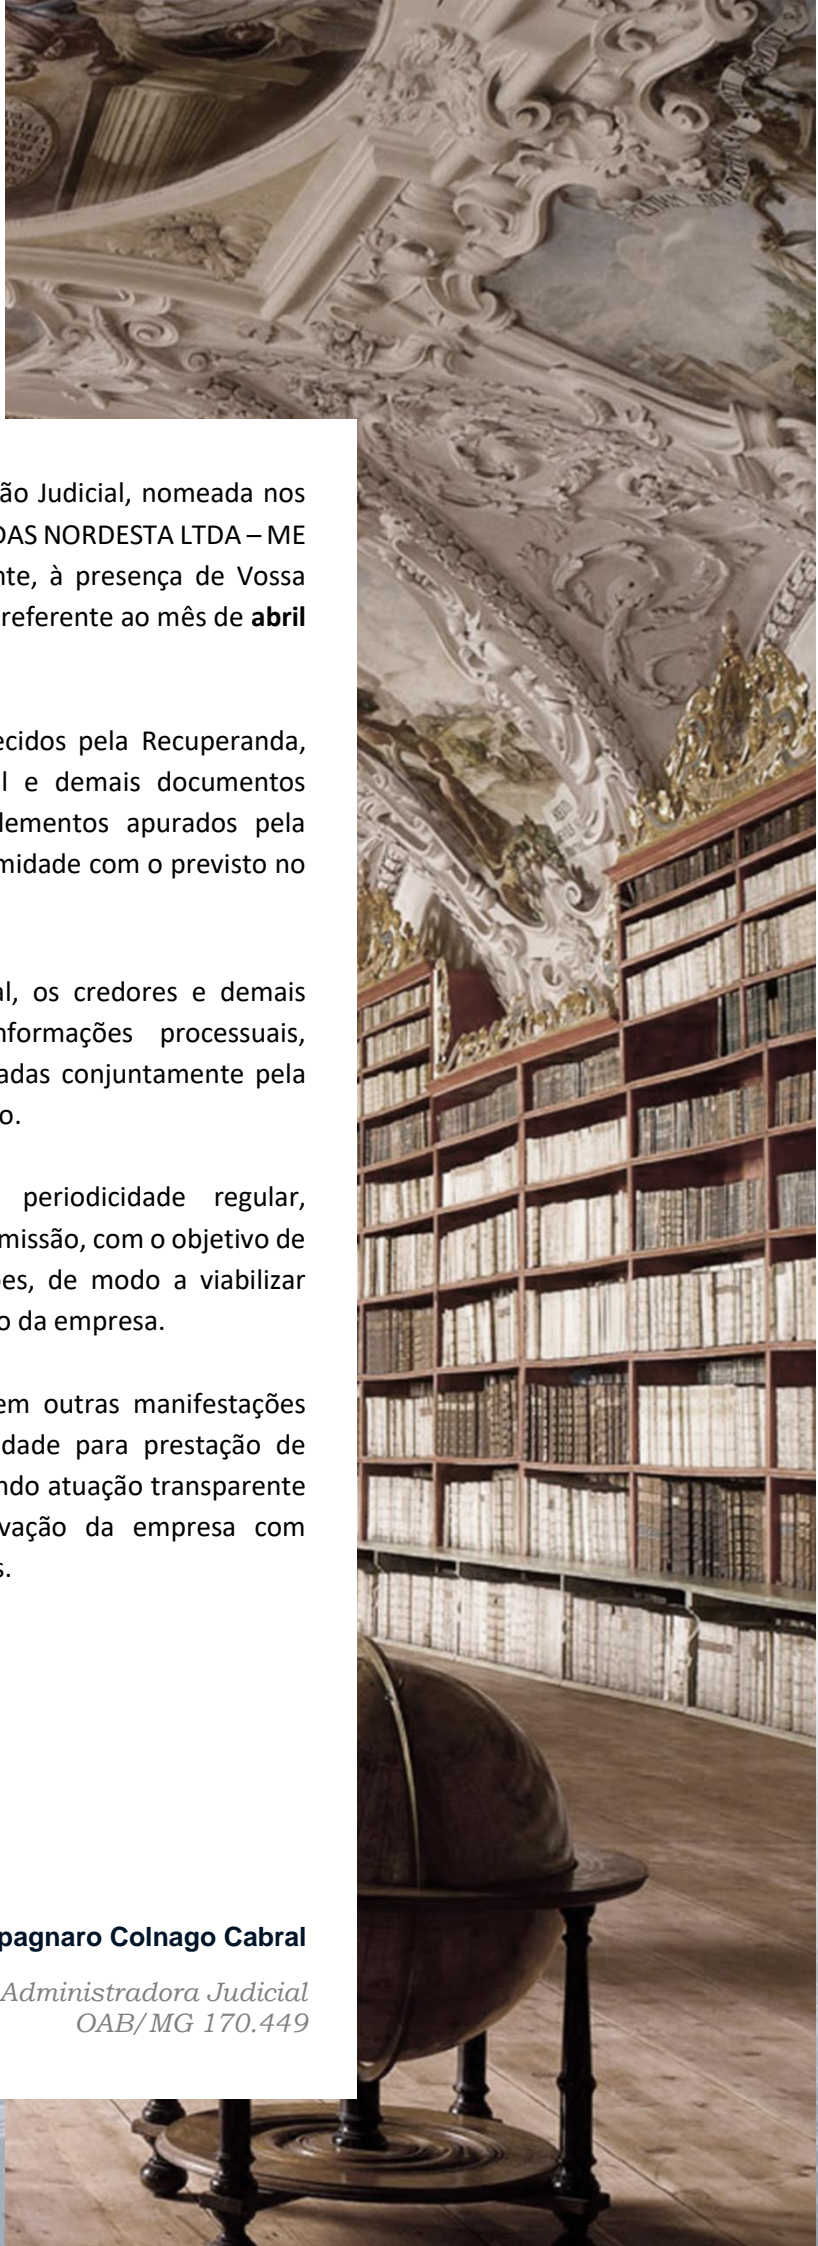 ão Judicial, nomeada nos
DAS NORDESTA LTDA – ME
nte, à presença de Vossa
referente ao mês de abril
ecidos pela Recuperanda,
l e demais documentos
lementos apurados pela
midade com o previsto no
al, os credores e demais
nformações processuais,
adas conjuntamente pela
o.
periodicidade regular,
missão, com o objetivo de
es, de modo a viabilizar
o da empresa.
em outras manifestações
dade para prestação de
ndo atuação transparente
vação da empresa com
s.
pagnaro Colnago Cabral
Administradora Judicial
OAB/MG 170.449